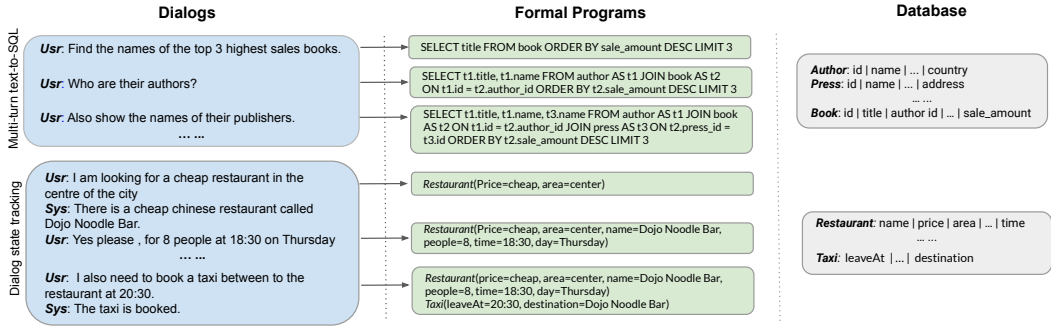 Dialogs
Formal Programs
Database
Multi-turn text-to-SQL
Usr: Find the names of the top 3 highest sales books.
Usr: Who are their authors?
Usr: Also show the names of their publishers.
... ...
SELECT title FROM book ORDER BY sale_amount DESC LIMIT 3
SELECT t1.title, t1.name FROM author AS t1 JOIN book AS t2
ON t1.id = t2.author_id ORDER BY t2.sale_amount DESC LIMIT 3
SELECT t1.title, t1.name, t3.name FROM author AS t1 JOIN book
AS t2 ON t1.id = t2.author_id JOIN press AS t3 ON t2.press_id =
t3.id ORDER BY t2.sale_amount DESC LIMIT 3
Author: id | name | ... | country
Press: id | name | ... | address
... ...
Book: id | title | author id | ... | sale_amount
Dialog state tracking
Usr: I am looking for a cheap restaurant in the
centre of the city
Sys: There is a cheap chinese restaurant called
Dojo Noodle Bar.
Usr: Yes please , for 8 people at 18:30 on Thursday
... ...
Usr: I also need to book a taxi between to the
restaurant at 20:30.
Sys: The taxi is booked.
Restaurant(Price=cheap, area=center)
Restaurant(Price=cheap, area=center, name=Dojo Noodle Bar,
people=8, time=18:30, day=Thursday)
Restaurant(price=cheap, area=center, name=Dojo Noodle Bar,
people=8, time=18:30, day=Thursday)
Taxi(leaveAt=20:30, destination=Dojo Noodle Bar)
Restaurant: name | price | area | ... | time
... ...
Taxi: leaveAt | ... | destination